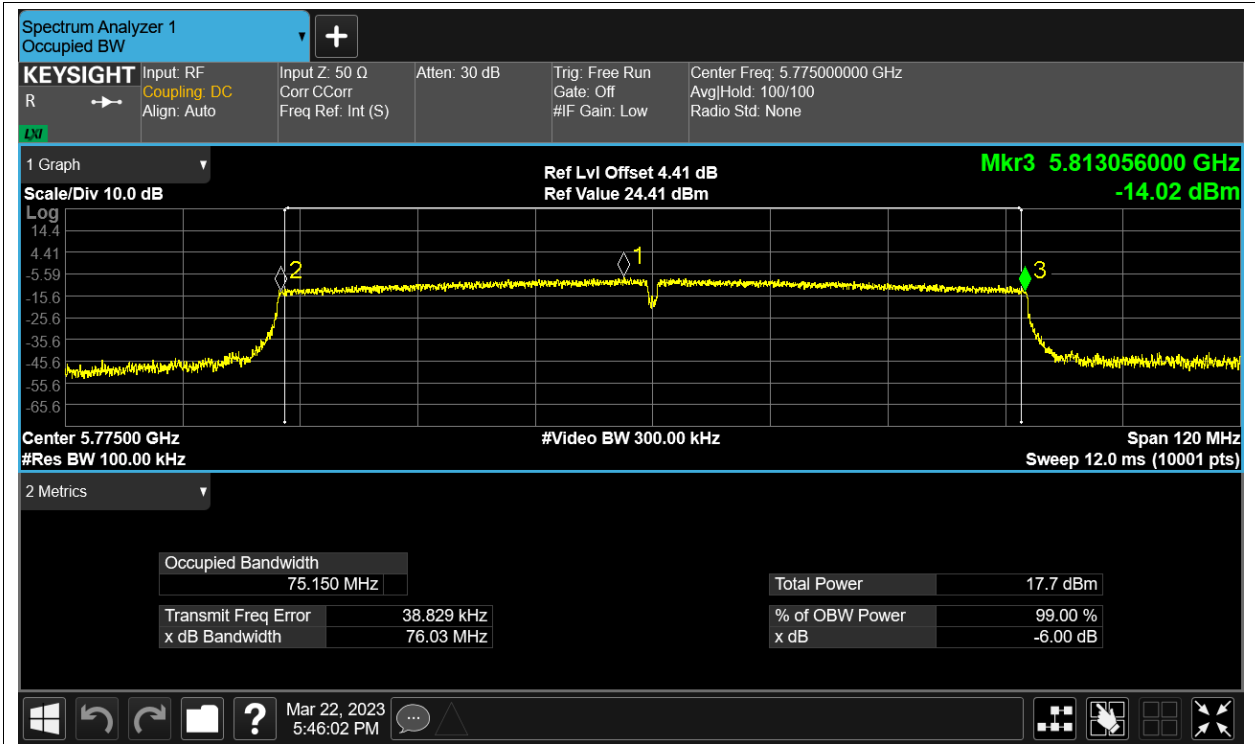 Spectrum Analyzer 1
Occupied BW
KEYSIGHT
R
LXI
Input: RF
Coupling: DC
Align: Auto
Input Z: 50 Ω
Corr CCorr
Freq Ref: Int (S)
Atten: 30 dB
Trig: Free Run
Gate: Off
#IF Gain: Low
Center Freq: 5.775000000 GHz
Avg|Hold: 100/100
Radio Std: None
1 Graph
Scale/Div 10.0 dB
Ref Lvl Offset 4.41 dB
Ref Value 24.41 dBm
Mkr3 5.813056000 GHz
-14.02 dBm
Log
14.4
4.41
-5.59
-15.6
-25.6
-35.6
-45.6
-55.6
-65.6
2
1
3
Center 5.77500 GHz
#Res BW 100.00 kHz
#Video BW 300.00 kHz
Span 120 MHz
Sweep 12.0 ms (10001 pts)
2 Metrics
Occupied Bandwidth
75.150 MHz
Transmit Freq Error 38.829 kHz
x dB Bandwidth 76.03 MHz
Total Power 17.7 dBm
% of OBW Power 99.00 %
x dB -6.00 dB
?
Mar 22, 2023
5:46:02 PM